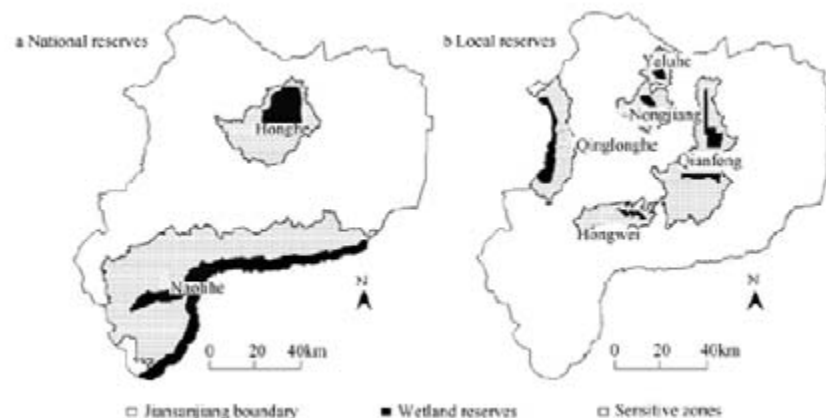 a National reserves
Honghe
Naolihe
N
0 20 40km
b Local reserves
Yaluhe
Nongjiang
Qinglonghe
Qianfeng
Hongwei
N
0 20 40km
Jiansanjiang boundary
Wetland reserves
Sensitive zones